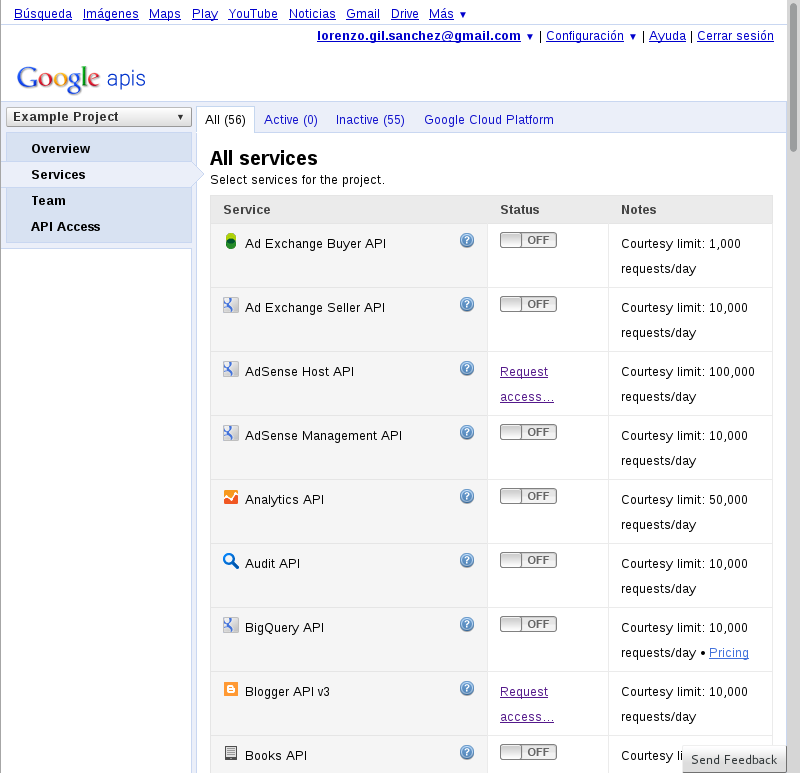 Búsqueda Imágenes Maps Play YouTube Noticias Gmail Drive Más ▼
lorenzo.gil.sanchez@gmail.com ▼ | Configuración ▼ | Ayuda | Cerrar sesión
Google apis
Example Project ▼
All (56) Active (0) Inactive (55) Google Cloud Platform
Overview
Services
Team
API Access
All services
Select services for the project.
Service Status Notes
Ad Exchange Buyer API ? OFF Courtesy limit: 1,000
requests/day
Ad Exchange Seller API ? OFF Courtesy limit: 10,000
requests/day
AdSense Host API ? Request Courtesy limit: 100,000
access... requests/day
AdSense Management API ? OFF Courtesy limit: 10,000
requests/day
Analytics API ? OFF Courtesy limit: 50,000
requests/day
Audit API ? OFF Courtesy limit: 10,000
requests/day
BigQuery API ? OFF Courtesy limit: 10,000
requests/day • Pricing
Blogger API v3 ? Request Courtesy limit: 10,000
access... requests/day
Books API ? OFF Courtesy
Send Feedback